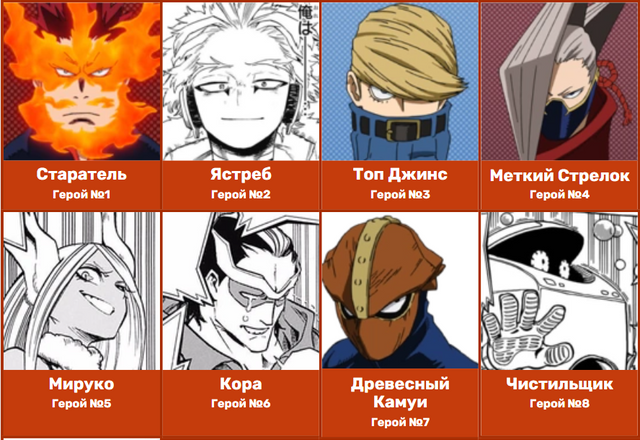 俺は
Старатель
Герой №1
Ястреб
Герой №2
Топ Джинс
Герой №3
Меткий Стрелок
Герой №4
Мируко
Герой №5
Кора
Герой №6
Древесный
Камуи
Герой №7
Чистильщик
Герой №8